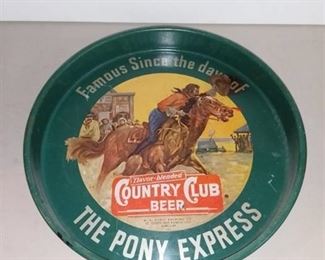 Famous Since the days of
Flavor-blended
COUNTRY CLUB
BEER
THE PONY EXPRESS